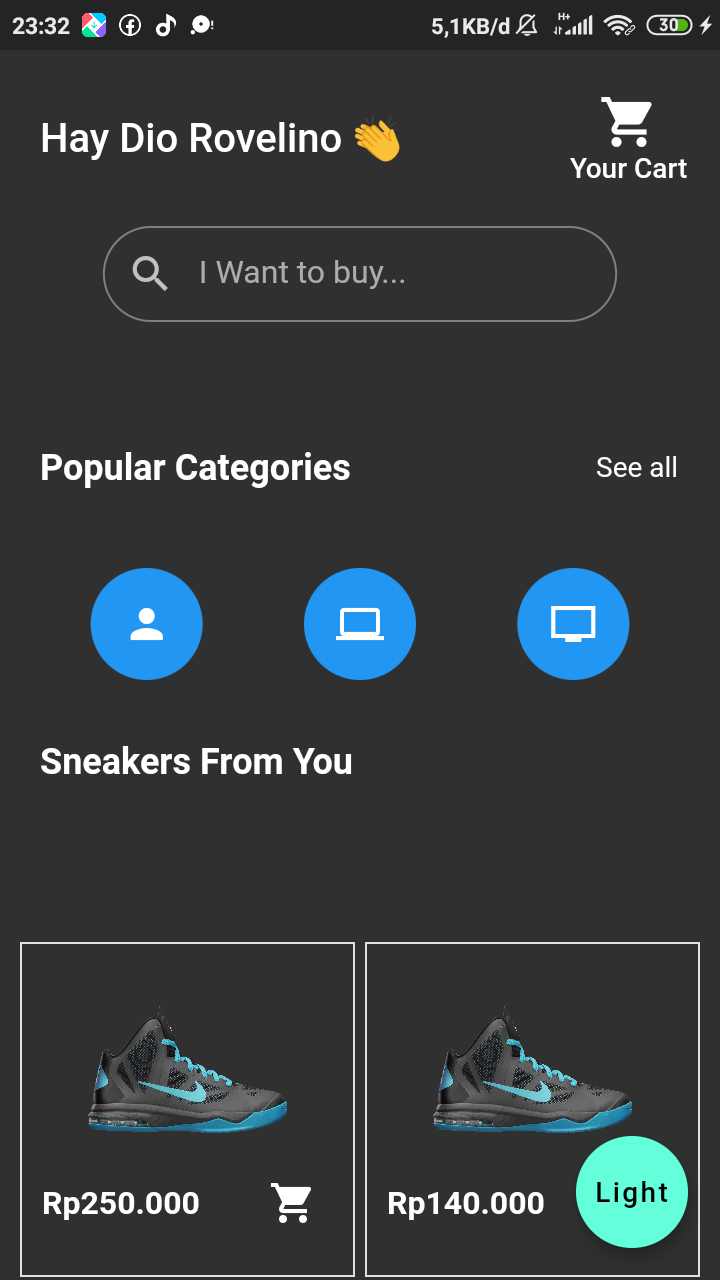 23:32 5,1KB/d H+ 30
Hay Dio Rovelino 👏
Your Cart
I Want to buy...
Popular Categories See all
Sneakers From You
Rp250.000 Rp140.000
Light